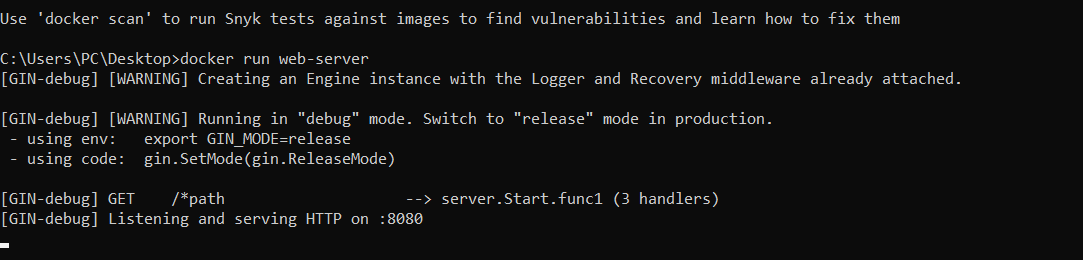 Use 'docker scan' to run Snyk tests against images to find vulnerabilities and learn how to fix them
C:\Users\PC\Desktop>docker run web-server
[GIN-debug] [WARNING] Creating an Engine instance with the Logger and Recovery middleware already attached.
[GIN-debug] [WARNING] Running in "debug" mode. Switch to "release" mode in production.
 - using env:   export GIN_MODE=release
 - using code:  gin.SetMode(gin.ReleaseMode)
[GIN-debug] GET    /*path                    --> server.Start.func1 (3 handlers)
[GIN-debug] Listening and serving HTTP on :8080